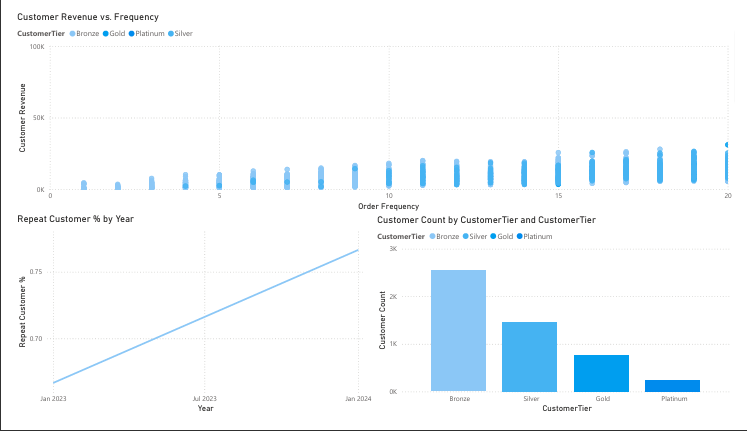 Customer Revenue vs. Frequency
CustomerTier Bronze Gold Platinum Silver
100K
50K
0K
Customer Revenue
0 5 10 15 20
Order Frequency
Repeat Customer % by Year
0.75
0.70
Repeat Customer %
Jan 2023 Jul 2023 Jan 2024
Year
Customer Count by CustomerTier and CustomerTier
CustomerTier Bronze Silver Gold Platinum
3K
2K
1K
0K
Customer Count
Bronze Silver Gold Platinum
CustomerTier